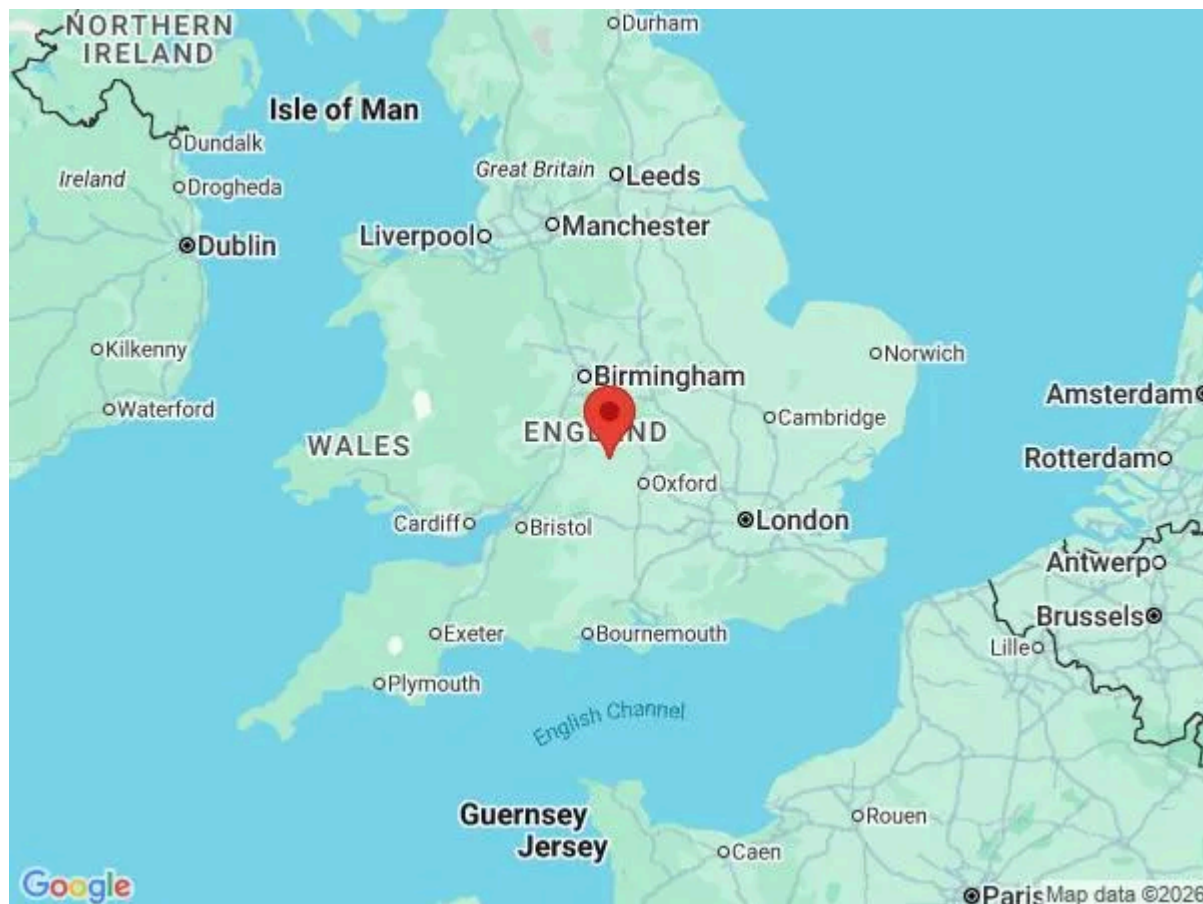 NORTHERN
IRELAND
Durham
Isle of Man
Dundalk
Great Britain
Leeds
Ireland
Drogheda
Liverpool
Manchester
Dublin
Kilkenny
Norwich
Birmingham
Amsterdam
Waterford
Cambridge
ENGLAND
WALES
Rotterdam
Oxford
Cardiff
Bristol
London
Antwerp
Brussels
Exeter
Bournemouth
Lille
Plymouth
English Channel
Guernsey
Jersey
Rouen
Caen
Google
Paris
Map data ©2026